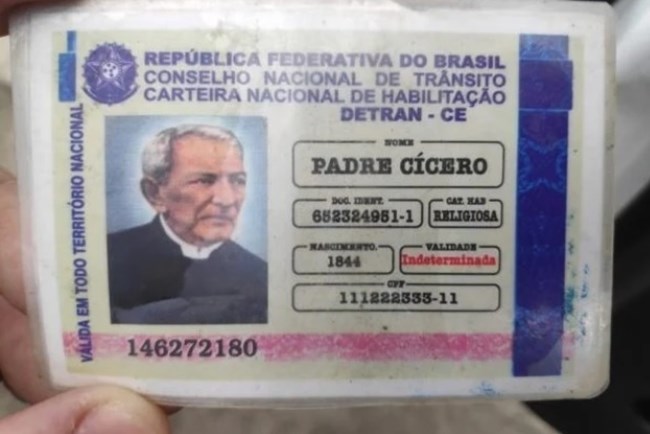 REPÚBLICA FEDERATIVA DO BRASIL
CONSELHO NACIONAL DE TRÂNSITO
CARTEIRA NACIONAL DE HABILITAÇÃO
DETRAN - CE
VÁLIDA EM TODO TERRITÓRIO NACIONAL
NOME
PADRE CÍCERO
DOC. IDENT. CAT. HAB
652324951-1 RELIGIOSA
NASCIMENTO. VALIDADE
1844 Indeterminada
CPF
111222333-11
146272180